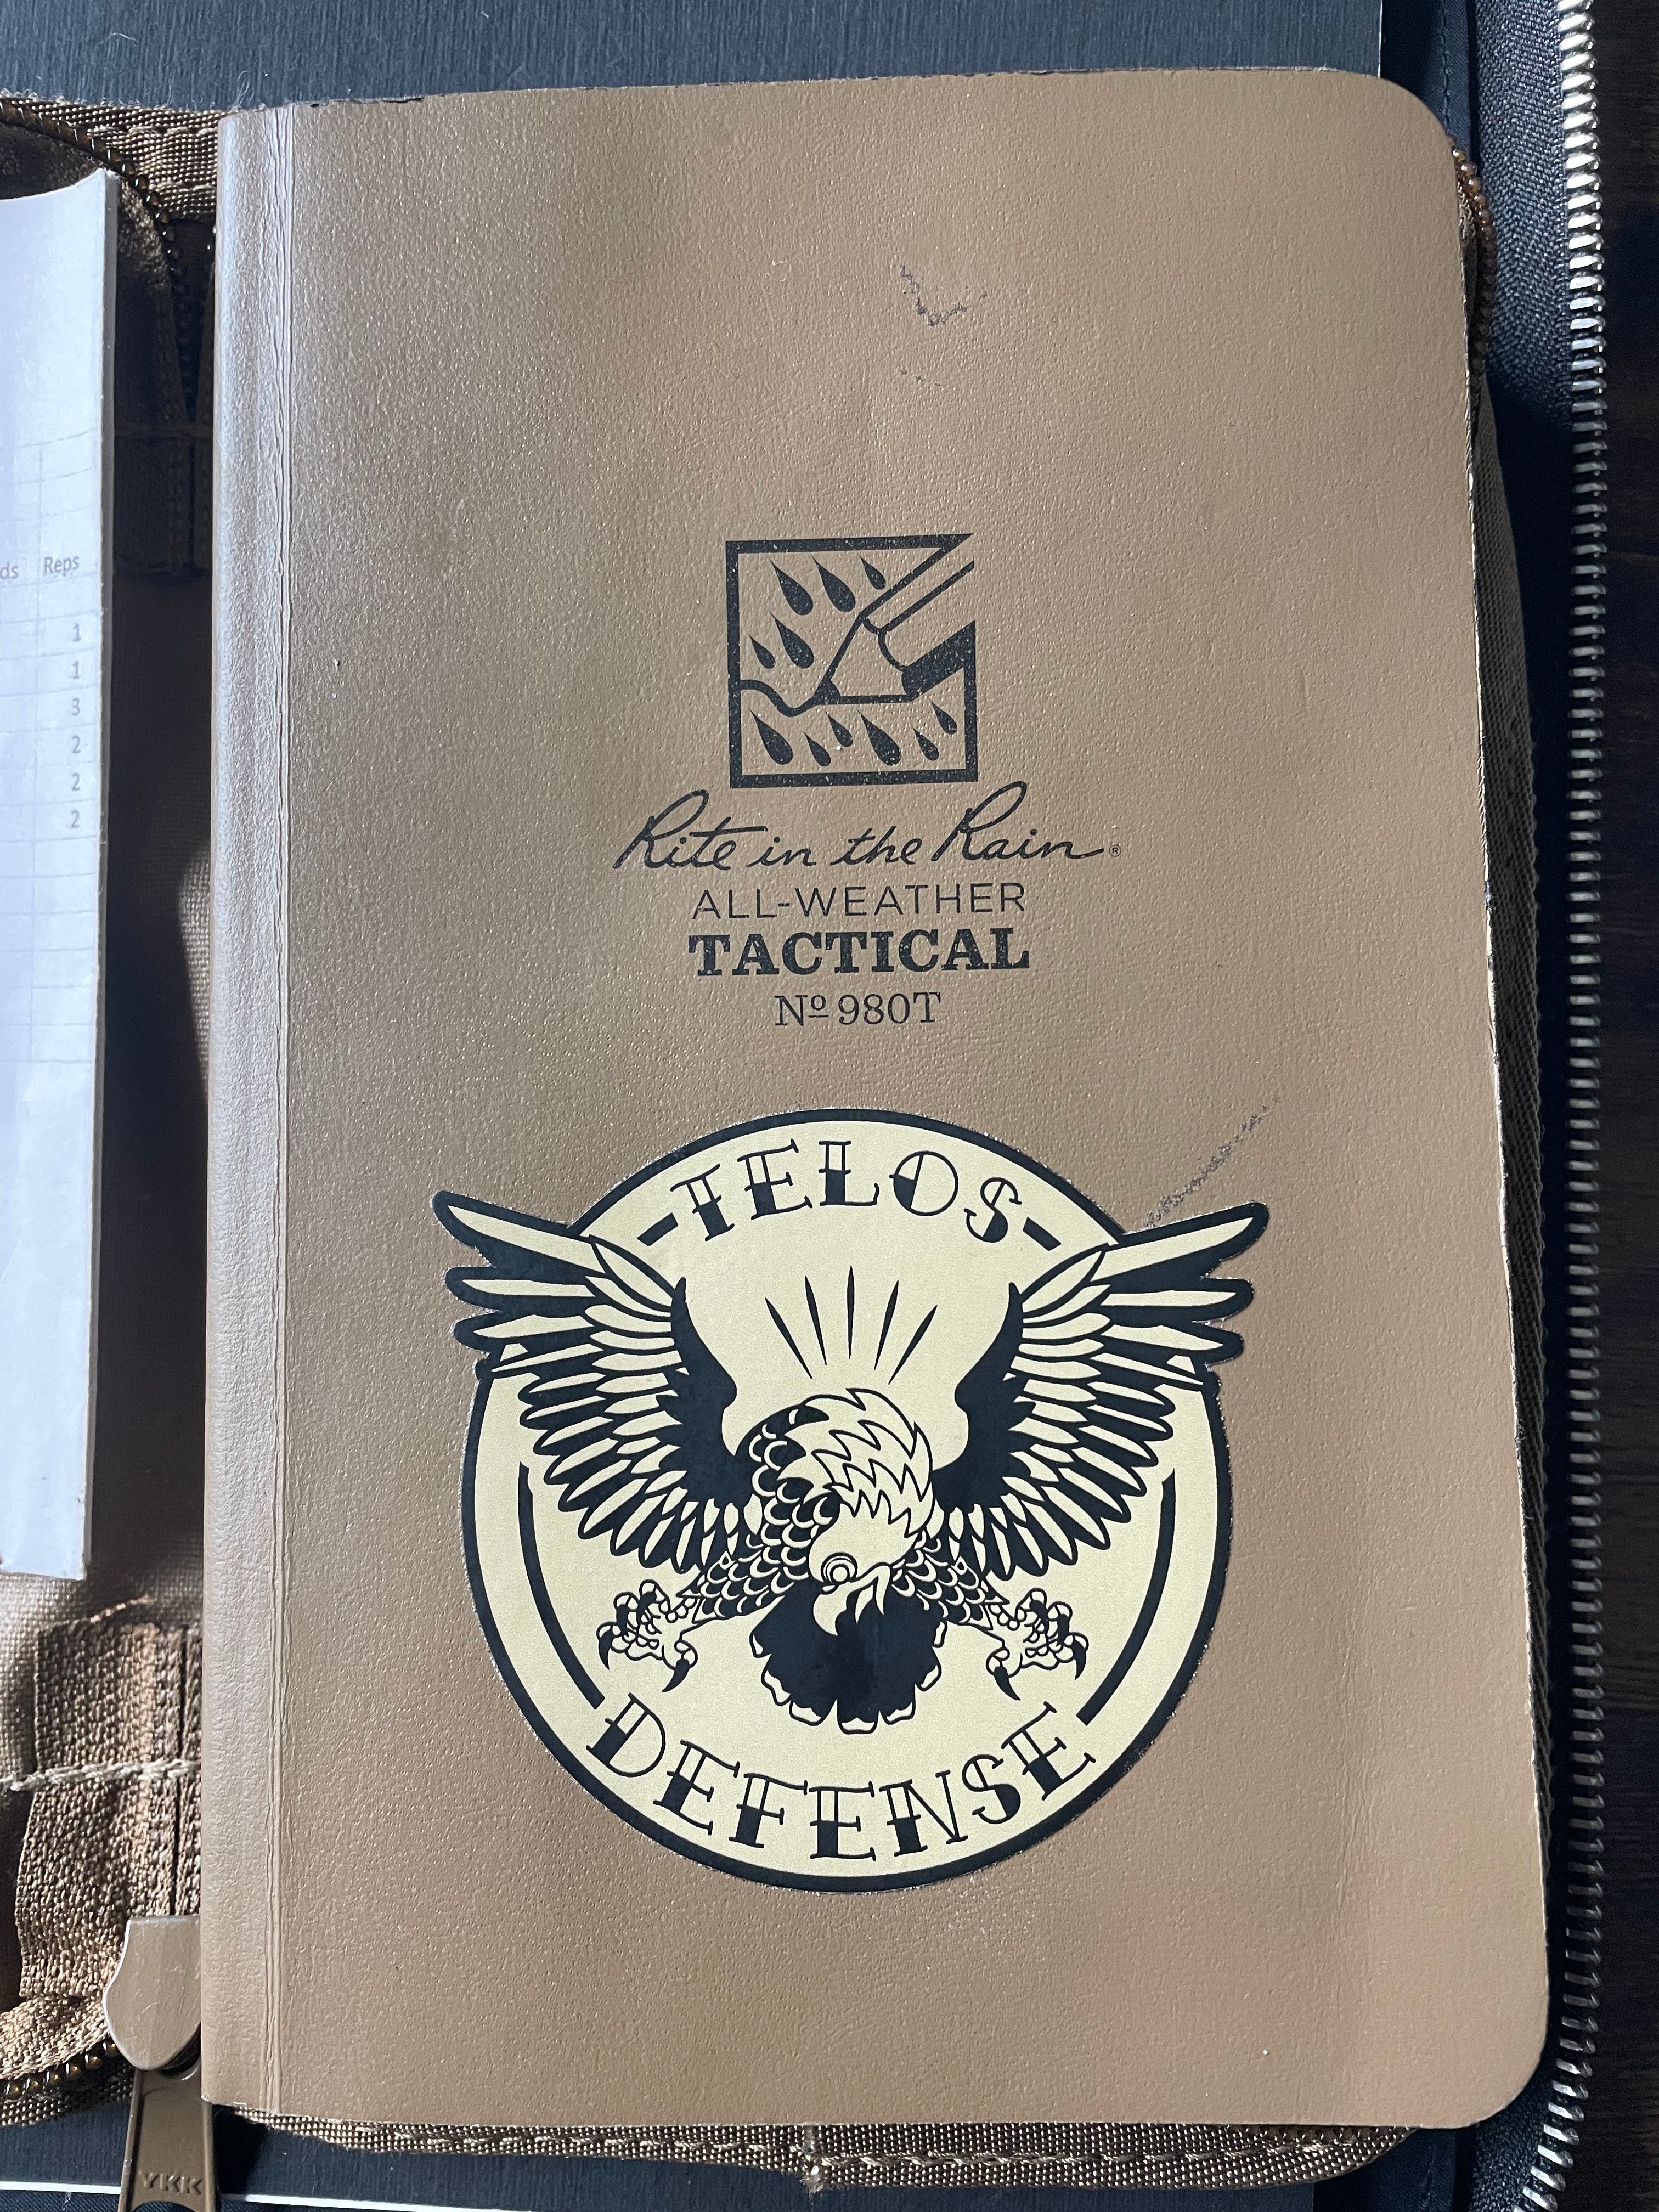 ds Reps
1
1
3
2
2
2
Rite in the Rain®
ALL-WEATHER
TACTICAL
Nº 980T
TELOS
DEFENSE
YKK